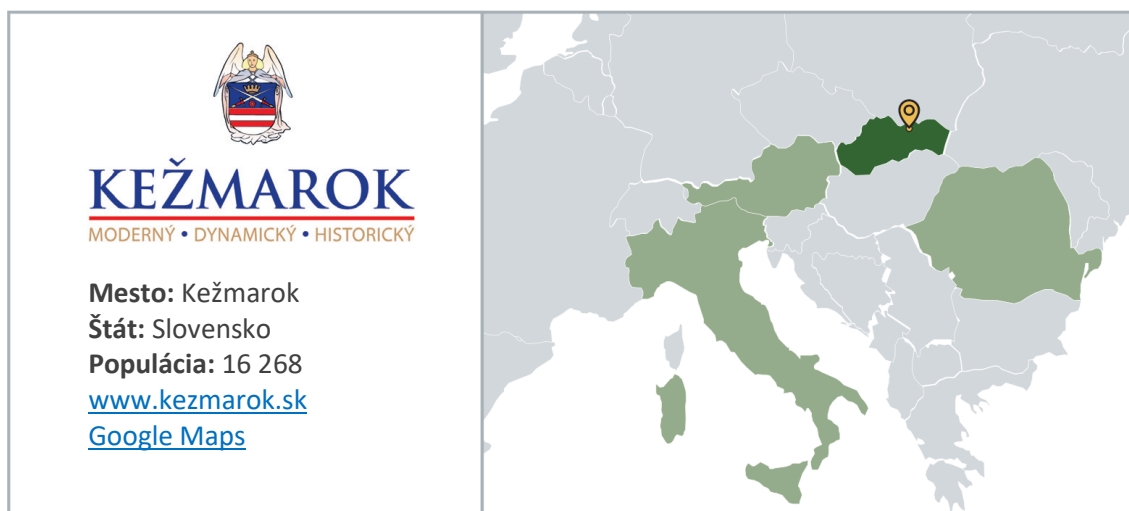 KEŽMAROK
MODERNÝ • DYNAMICKÝ • HISTORICKÝ
Mesto: Kežmarok
Štát: Slovensko
Populácia: 16 268
www.kezmarok.sk
Google Maps